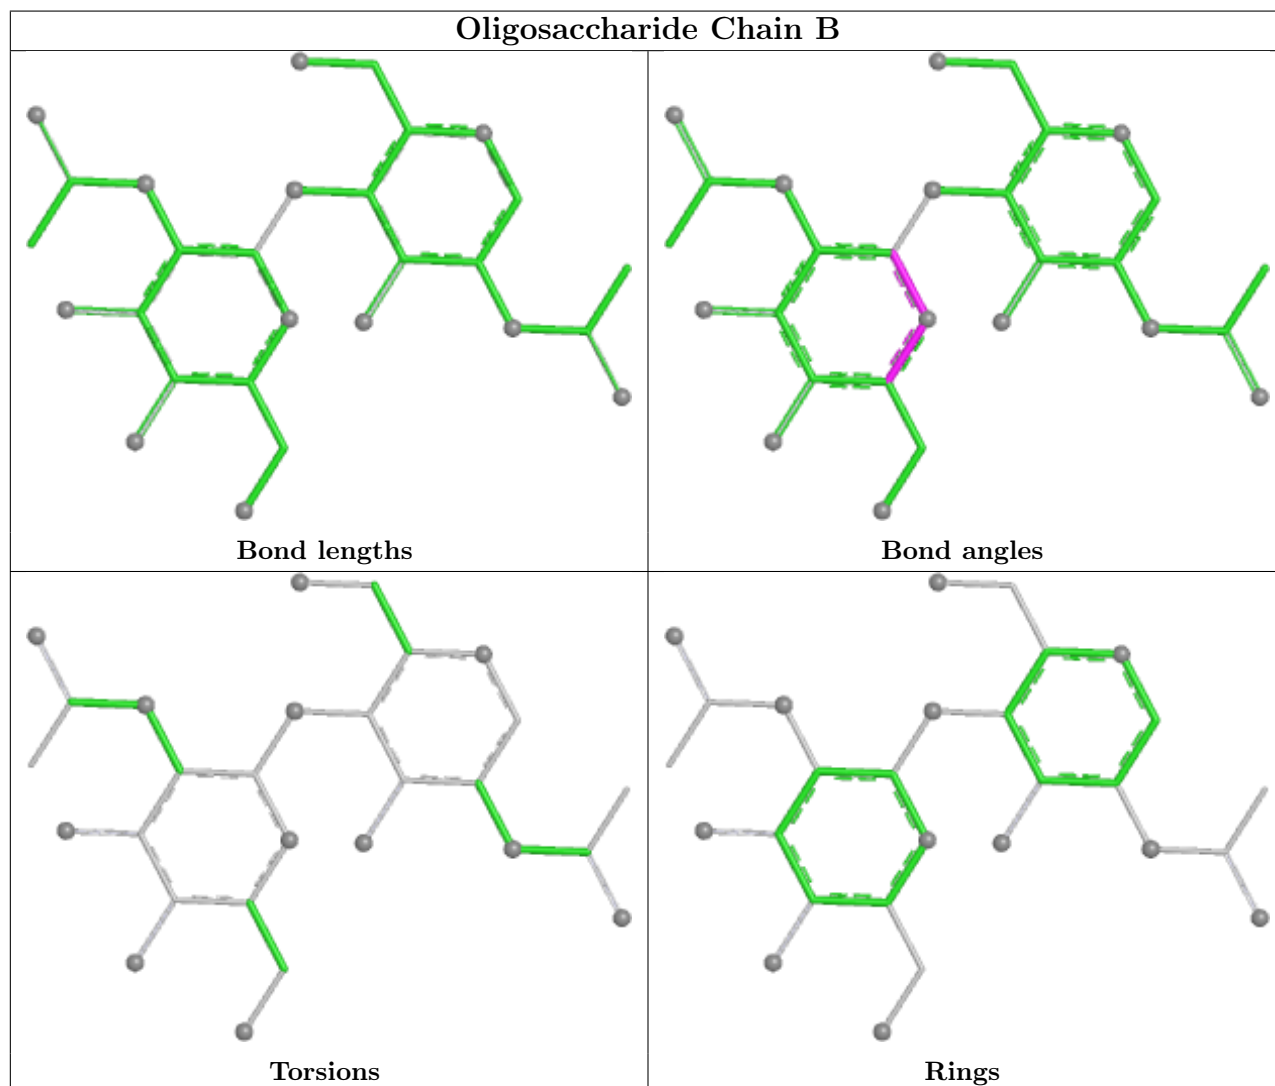 Oligosaccharide Chain B
Bond lengths
Bond angles
Torsions
Rings